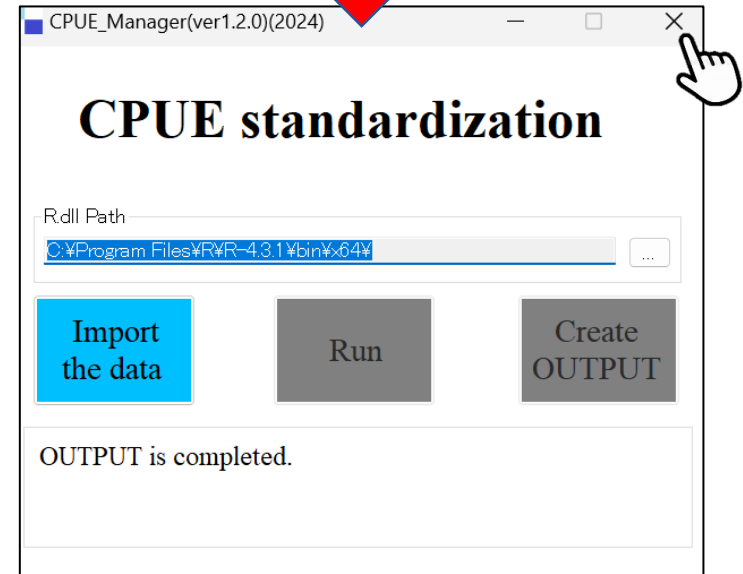 CPUE_Manager(ver1.2.0)(2024)
CPUE standardization
R.dll Path
C:¥Program Files¥R¥R-4.3.1¥bin¥x64¥
...
Import
the data
Run
Create
OUTPUT
OUTPUT is completed.